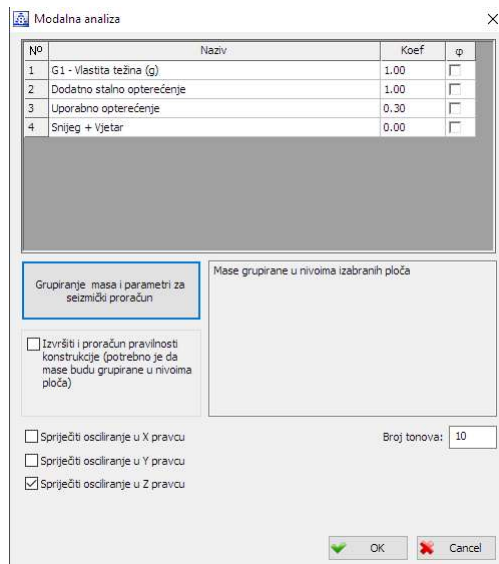 Modalna analiza
Nº Naziv Koef φ
1 G1 - Vlastita težina (g) 1.00
2 Dodatno stalno opterećenje 1.00
3 Uporabno opterećenje 0.30
4 Snijeg + Vjetar 0.00
Grupiranje masa i parametri za
seizmički proračun
Mase grupirane u nivoima izabranih ploča
Izvršiti i proračun pravilnosti
konstrukcije (potrebno je da
mase budu grupirane u nivoima
ploča)
Spriječiti osciliranje u X pravcu
Broj tonova: 10
Spriječiti osciliranje u Y pravcu
Spriječiti osciliranje u Z pravcu
OK Cancel